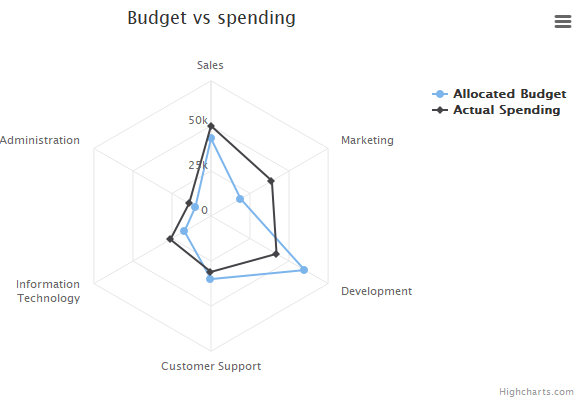 Budget vs spending
Sales
Allocated Budget
Actual Spending
50k
Administration
Marketing
25k
0
Information
Technology
Development
Customer Support
Highcharts.com